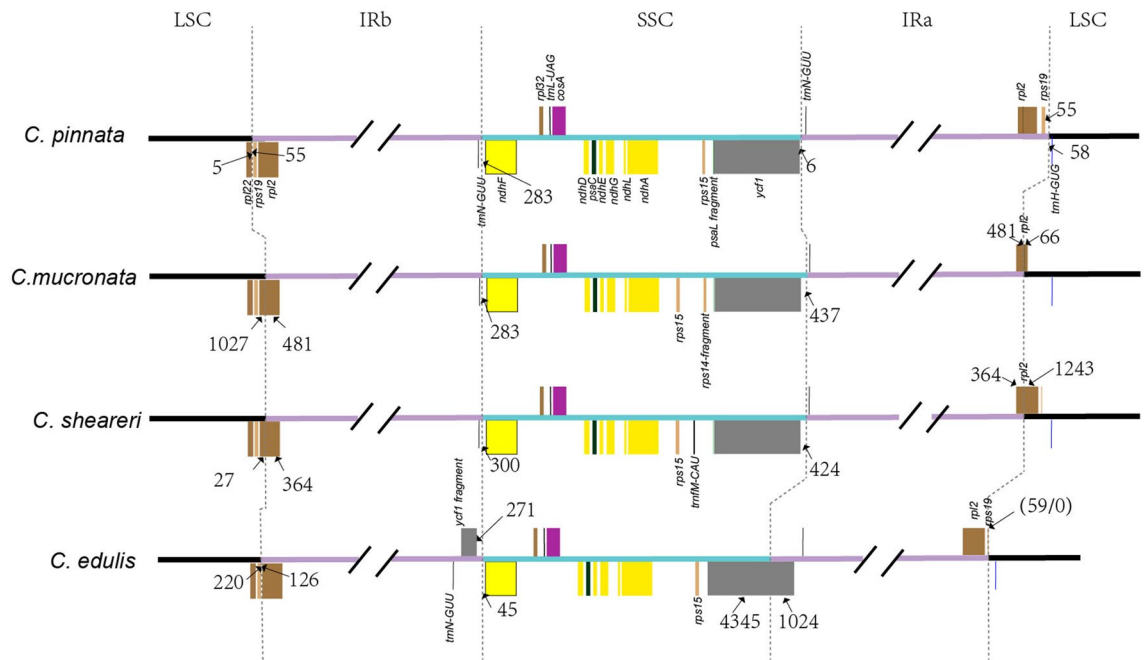 LSC IRb SSC IRa LSC
rpl32 trnL-UAG cosA trnN-GUU rpl2 rps19
C. pinnata 55
5 55 283 6 58
rpl22 rps19 rpl2 trnN-GUU ndhF ndhD psaC ndhE ndhG ndhL ndhA rps15 psaL fragment ycf1 trnH-GUG
rpl2
481 66
C.mucronata
1027 481 283 437
rps15 rps14-fragment
rpl2
364 1243
C. sheareri
27 364 300 424
rps15 trnfM-CAU
ycf1 fragment 271 rpl2 rps19 (59/0)
C. edulis
220 126 45 4345 1024
trnN-GUU rps15